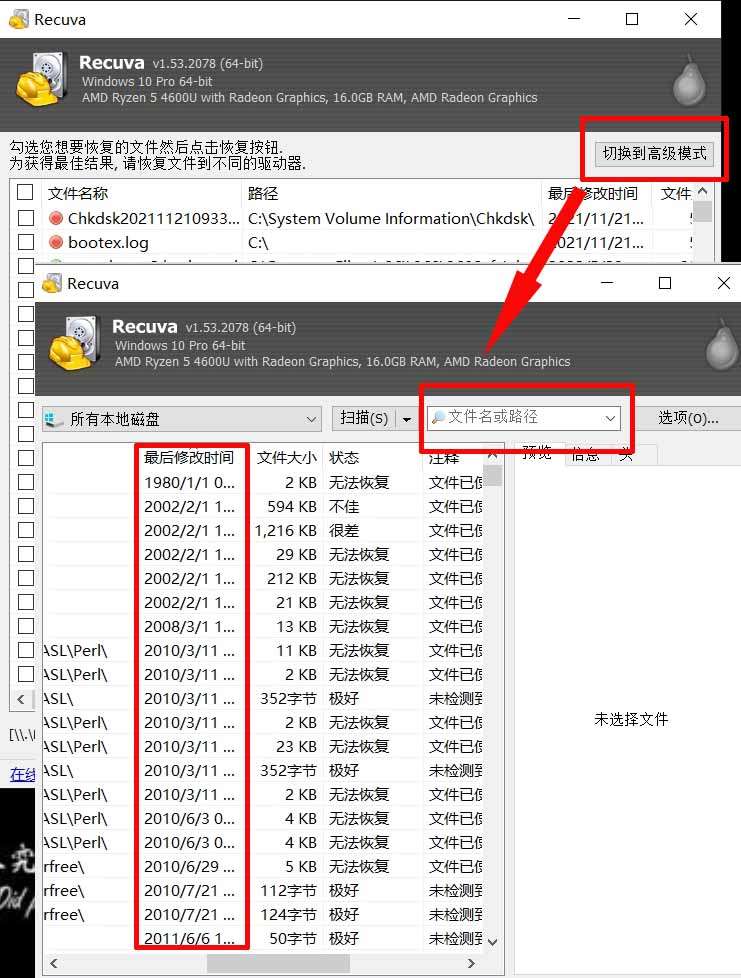 Recuva
Recuva v1.53.2078 (64-bit)
Windows 10 Pro 64-bit
AMD Ryzen 5 4600U with Radeon Graphics, 16.0GB RAM, AMD Radeon Graphics
勾选您想要恢复的文件然后点击恢复按钮.
为获得最佳结果, 请恢复文件到不同的驱动器.
切换到高级模式
文件名称 路径 最后修改时间 文件
Chkdsk202111210933... C:\System Volume Information\Chkdsk\ 2021/11/21...
bootex.log C:\ 2021/11/21...
Recuva
Recuva v1.53.2078 (64-bit)
Windows 10 Pro 64-bit
AMD Ryzen 5 4600U with Radeon Graphics, 16.0GB RAM, AMD Radeon Graphics
所有本地磁盘 扫描(S) 文件名或路径 选项(O)...
最后修改时间 文件大小 状态 注释 预览 信息 头
1980/1/1 0... 2 KB 无法恢复 文件已
2002/2/1 1... 594 KB 不佳 文件已
2002/2/1 1... 1,216 KB 很差 文件已
2002/2/1 1... 29 KB 无法恢复 文件已
2002/2/1 1... 212 KB 无法恢复 文件已
2002/2/1 1... 21 KB 无法恢复 文件已
2008/3/1 1... 13 KB 无法恢复 文件已
ASL\Perl\ 2010/3/11 ... 11 KB 无法恢复 文件已
ASL\Perl\ 2010/3/11 ... 2 KB 无法恢复 文件已
ASL\ 2010/3/11 ... 352字节 极好 未检测到
ASL\Perl\ 2010/3/11 ... 2 KB 无法恢复 文件已
ASL\Perl\ 2010/3/11 ... 23 KB 无法恢复 文件已
ASL\ 2010/3/11 ... 352字节 极好 未检测到
ASL\Perl\ 2010/3/11 ... 2 KB 无法恢复 文件已
ASL\Perl\ 2010/6/3 0... 4 KB 无法恢复 文件已
ASL\Perl\ 2010/6/3 0... 4 KB 无法恢复 文件已
rfree\ 2010/6/29 ... 5 KB 无法恢复 文件已
rfree\ 2010/7/21 ... 112字节 极好 未检测到
rfree\ 2010/7/21 ... 124字节 极好 未检测到
2011/6/6 1... 50字节 极好 未检测到
未选择文件
[\\.\
在线
究
Did